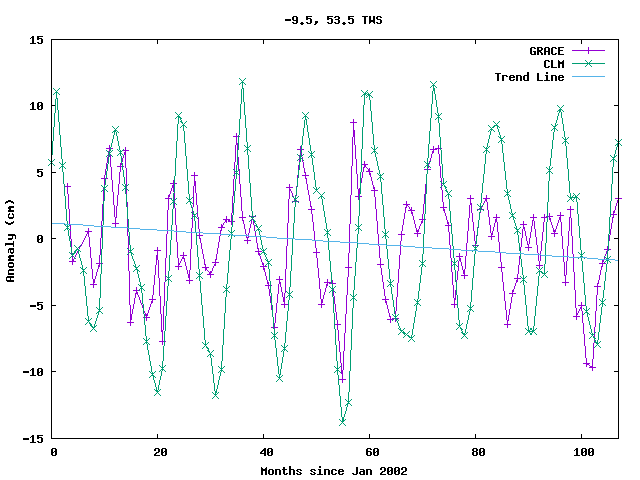 -9.5, 53.5 TWS
15
10
5
0
-5
-10
-15
Anomaly (cm)
GRACE
CLM
Trend Line
0 20 40 60 80 100
Months since Jan 2002